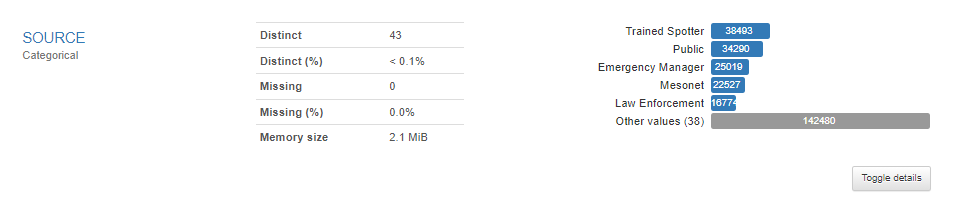 SOURCE
Categorical
Distinct 43
Distinct (%) < 0.1%
Missing 0
Missing (%) 0.0%
Memory size 2.1 MiB
Trained Spotter 38493
Public 34290
Emergency Manager 25019
Mesonet 22527
Law Enforcement 16774
Other values (38) 142480
Toggle details